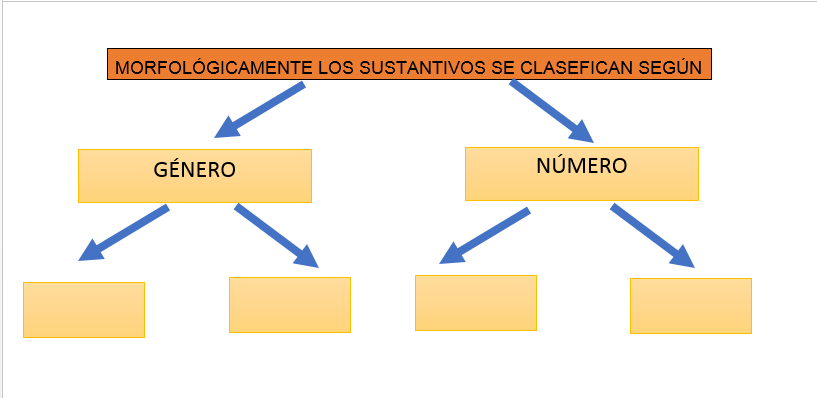 MORFOLÓGICAMENTE LOS SUSTANTIVOS SE CLASEFICAN SEGÚN
GÉNERO
NÚMERO